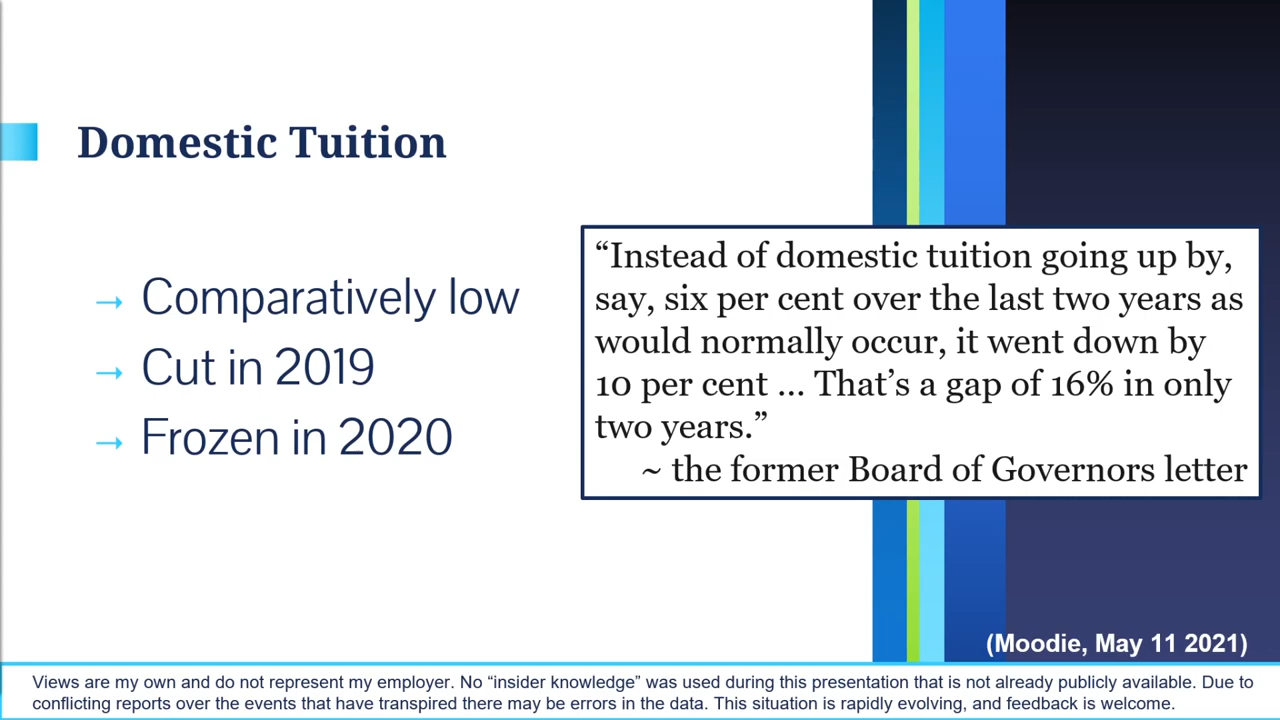 Domestic Tuition
→ Comparatively low
→ Cut in 2019
→ Frozen in 2020
“Instead of domestic tuition going up by,
say, six per cent over the last two years as
would normally occur, it went down by
10 per cent ... That’s a gap of 16% in only
two years.”
~ the former Board of Governors letter
(Moodie, May 11 2021)
Views are my own and do not represent my employer. No “insider knowledge” was used during this presentation that is not already publicly available. Due to
conflicting reports over the events that have transpired there may be errors in the data. This situation is rapidly evolving, and feedback is welcome.